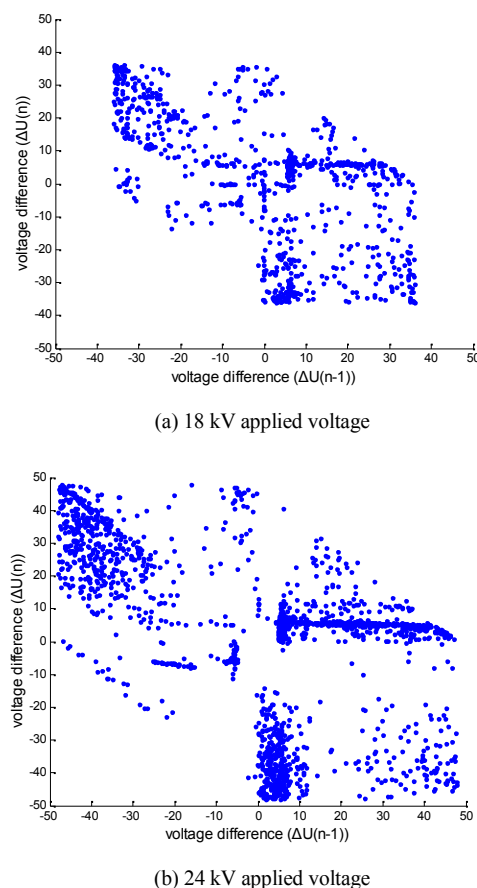 50
40
30
20
10
0
-10
-20
-30
-40
-50
voltage difference (ΔU(n))
-50 -40 -30 -20 -10 0 10 20 30 40 50
voltage difference (ΔU(n-1))
(a) 18 kV applied voltage
50
40
30
20
10
0
-10
-20
-30
-40
-50
voltage difference (ΔU(n))
-50 -40 -30 -20 -10 0 10 20 30 40 50
voltage difference (ΔU(n-1))
(b) 24 kV applied voltage